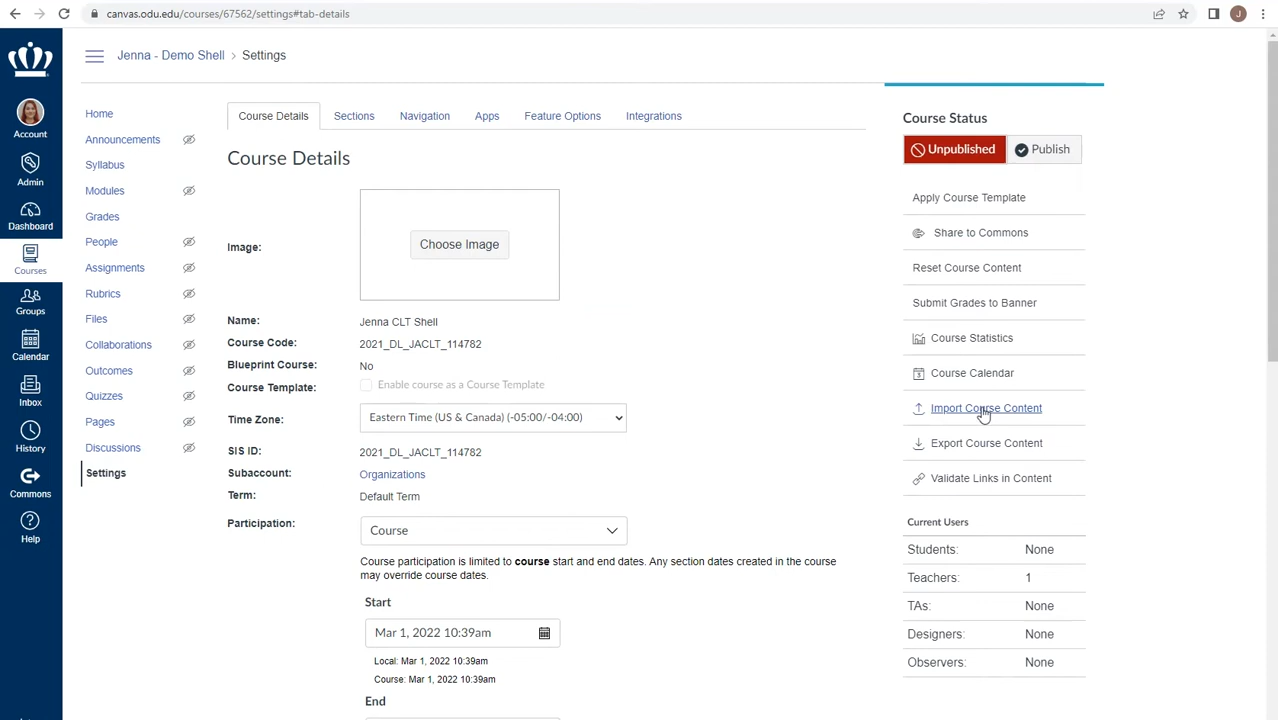 canvas.odu.edu/courses/67562/settings#tab-details
J
Jenna - Demo Shell > Settings
Account
Admin
Dashboard
Courses
Groups
Calendar
Inbox
History
Commons
Help
Home
Announcements
Syllabus
Modules
Grades
People
Assignments
Rubrics
Files
Collaborations
Outcomes
Quizzes
Pages
Discussions
Settings
Course Details Sections Navigation Apps Feature Options Integrations
Course Details
Image: Choose Image
Name: Jenna CLT Shell
Course Code: 2021_DL_JACLT_114782
Blueprint Course: No
Course Template: Enable course as a Course Template
Time Zone: Eastern Time (US & Canada) (-05:00/-04:00)
SIS ID: 2021_DL_JACLT_114782
Subaccount: Organizations
Term: Default Term
Participation: Course
Course participation is limited to course start and end dates. Any section dates created in the course
may override course dates.
Start
Mar 1, 2022 10:39am
Local: Mar 1, 2022 10:39am
Course: Mar 1, 2022 10:39am
End
Course Status
Unpublished Publish
Apply Course Template
Share to Commons
Reset Course Content
Submit Grades to Banner
Course Statistics
3 Course Calendar
Import Course Content
Export Course Content
Validate Links in Content
Current Users
Students: None
Teachers: 1
TAs: None
Designers: None
Observers: None